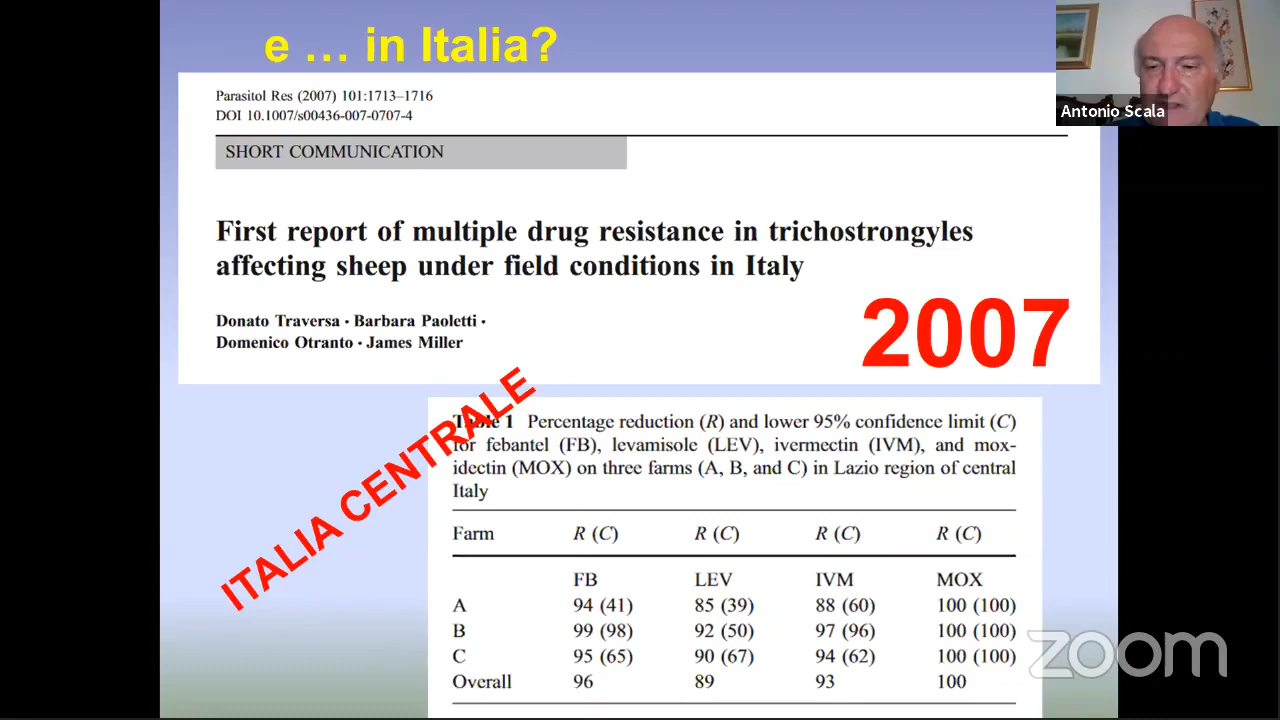 e … in Italia?
Antonio Scala
Parasitol Res (2007) 101:1713–1716
DOI 10.1007/s00436-007-0707-4
SHORT COMMUNICATION
First report of multiple drug resistance in trichostrongyles
affecting sheep under field conditions in Italy
Donato Traversa · Barbara Paoletti ·
Domenico Otranto · James Miller
2007
ITALIA CENTRALE
Table 1 Percentage reduction (R) and lower 95% confidence limit (C)
for febantel (FB), levamisole (LEV), ivermectin (IVM), and mox-
idectin (MOX) on three farms (A, B, and C) in Lazio region of central
Italy
Farm R (C) R (C) R (C) R (C)
FB LEV IVM MOX
A 94 (41) 85 (39) 88 (60) 100 (100)
B 99 (98) 92 (50) 97 (96) 100 (100)
C 95 (65) 90 (67) 94 (62) 100 (100)
Overall 96 89 93 100
zoom